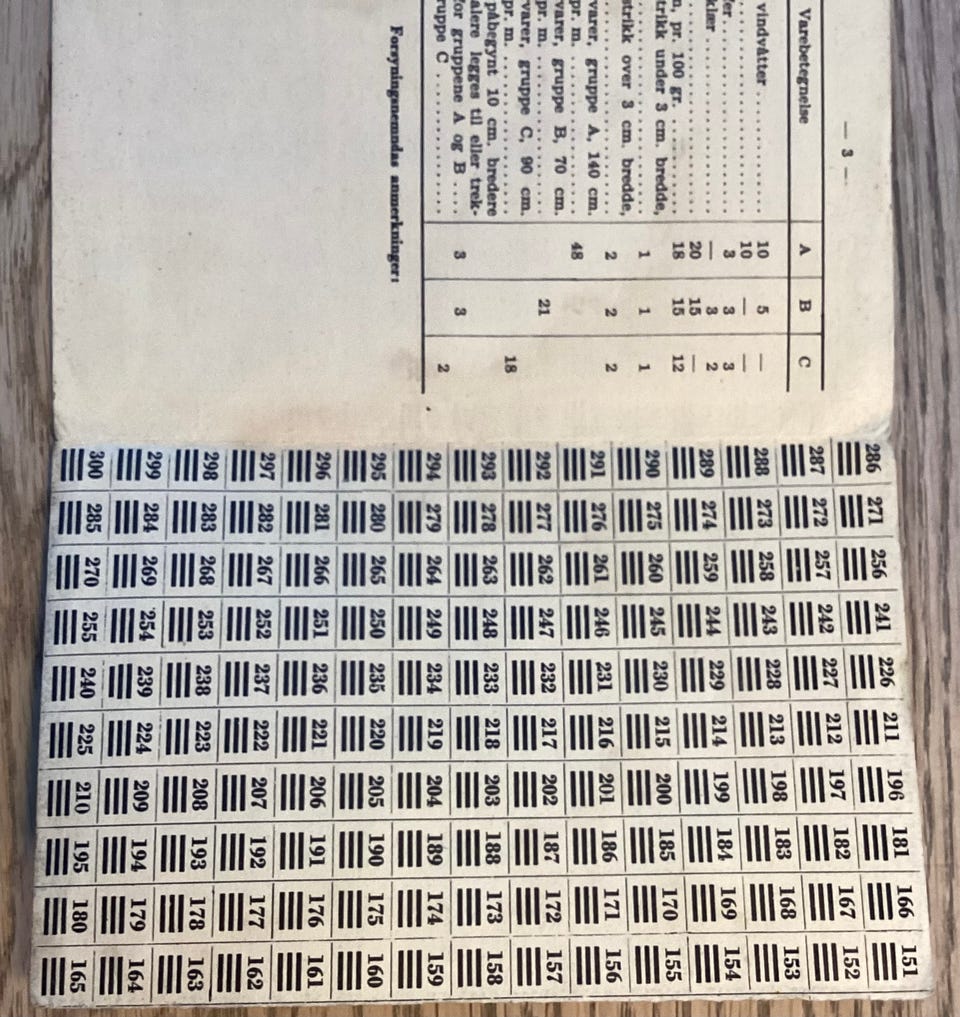 — 3 —
Varebetegnelse A B C
vindvåtter ........ 10 5 —
........ 10 — —
ler ........ 3 3 3
klær ........ — 3 2
........ 20 15 —
n, pr. 100 gr. ........ 18 15 12
trikk under 3 cm. bredde,
........ 1 1 1
strikk over 3 cm. bredde,
........ 2 2 2
varer, gruppe A, 140 cm.
pr. m. ........ 48
varer, gruppe B, 70 cm.
pr. m. ........ 21
varer, gruppe C, 90 cm.
pr. m. ........ 18
påbegynt 10 cm. bredere
alere legges til eller trek-
for gruppene A og B ... 3 3
ruppe C ........ 2
Forsyningsnemndas anmerkninger:
286 271 256 241 226 211 196 181 166 151
287 272 257 242 227 212 197 182 167 152
288 273 258 243 228 213 198 183 168 153
289 274 259 244 229 214 199 184 169 154
290 275 260 245 230 215 200 185 170 155
291 276 261 246 231 216 201 186 171 156
292 277 262 247 232 217 202 187 172 157
293 278 263 248 233 218 203 188 173 158
294 279 264 249 234 219 204 189 174 159
295 280 265 250 235 220 205 190 175 160
296 281 266 251 236 221 206 191 176 161
297 282 267 252 237 222 207 192 177 162
298 283 268 253 238 223 208 193 178 163
299 284 269 254 239 224 209 194 179 164
300 285 270 255 240 225 210 195 180 165